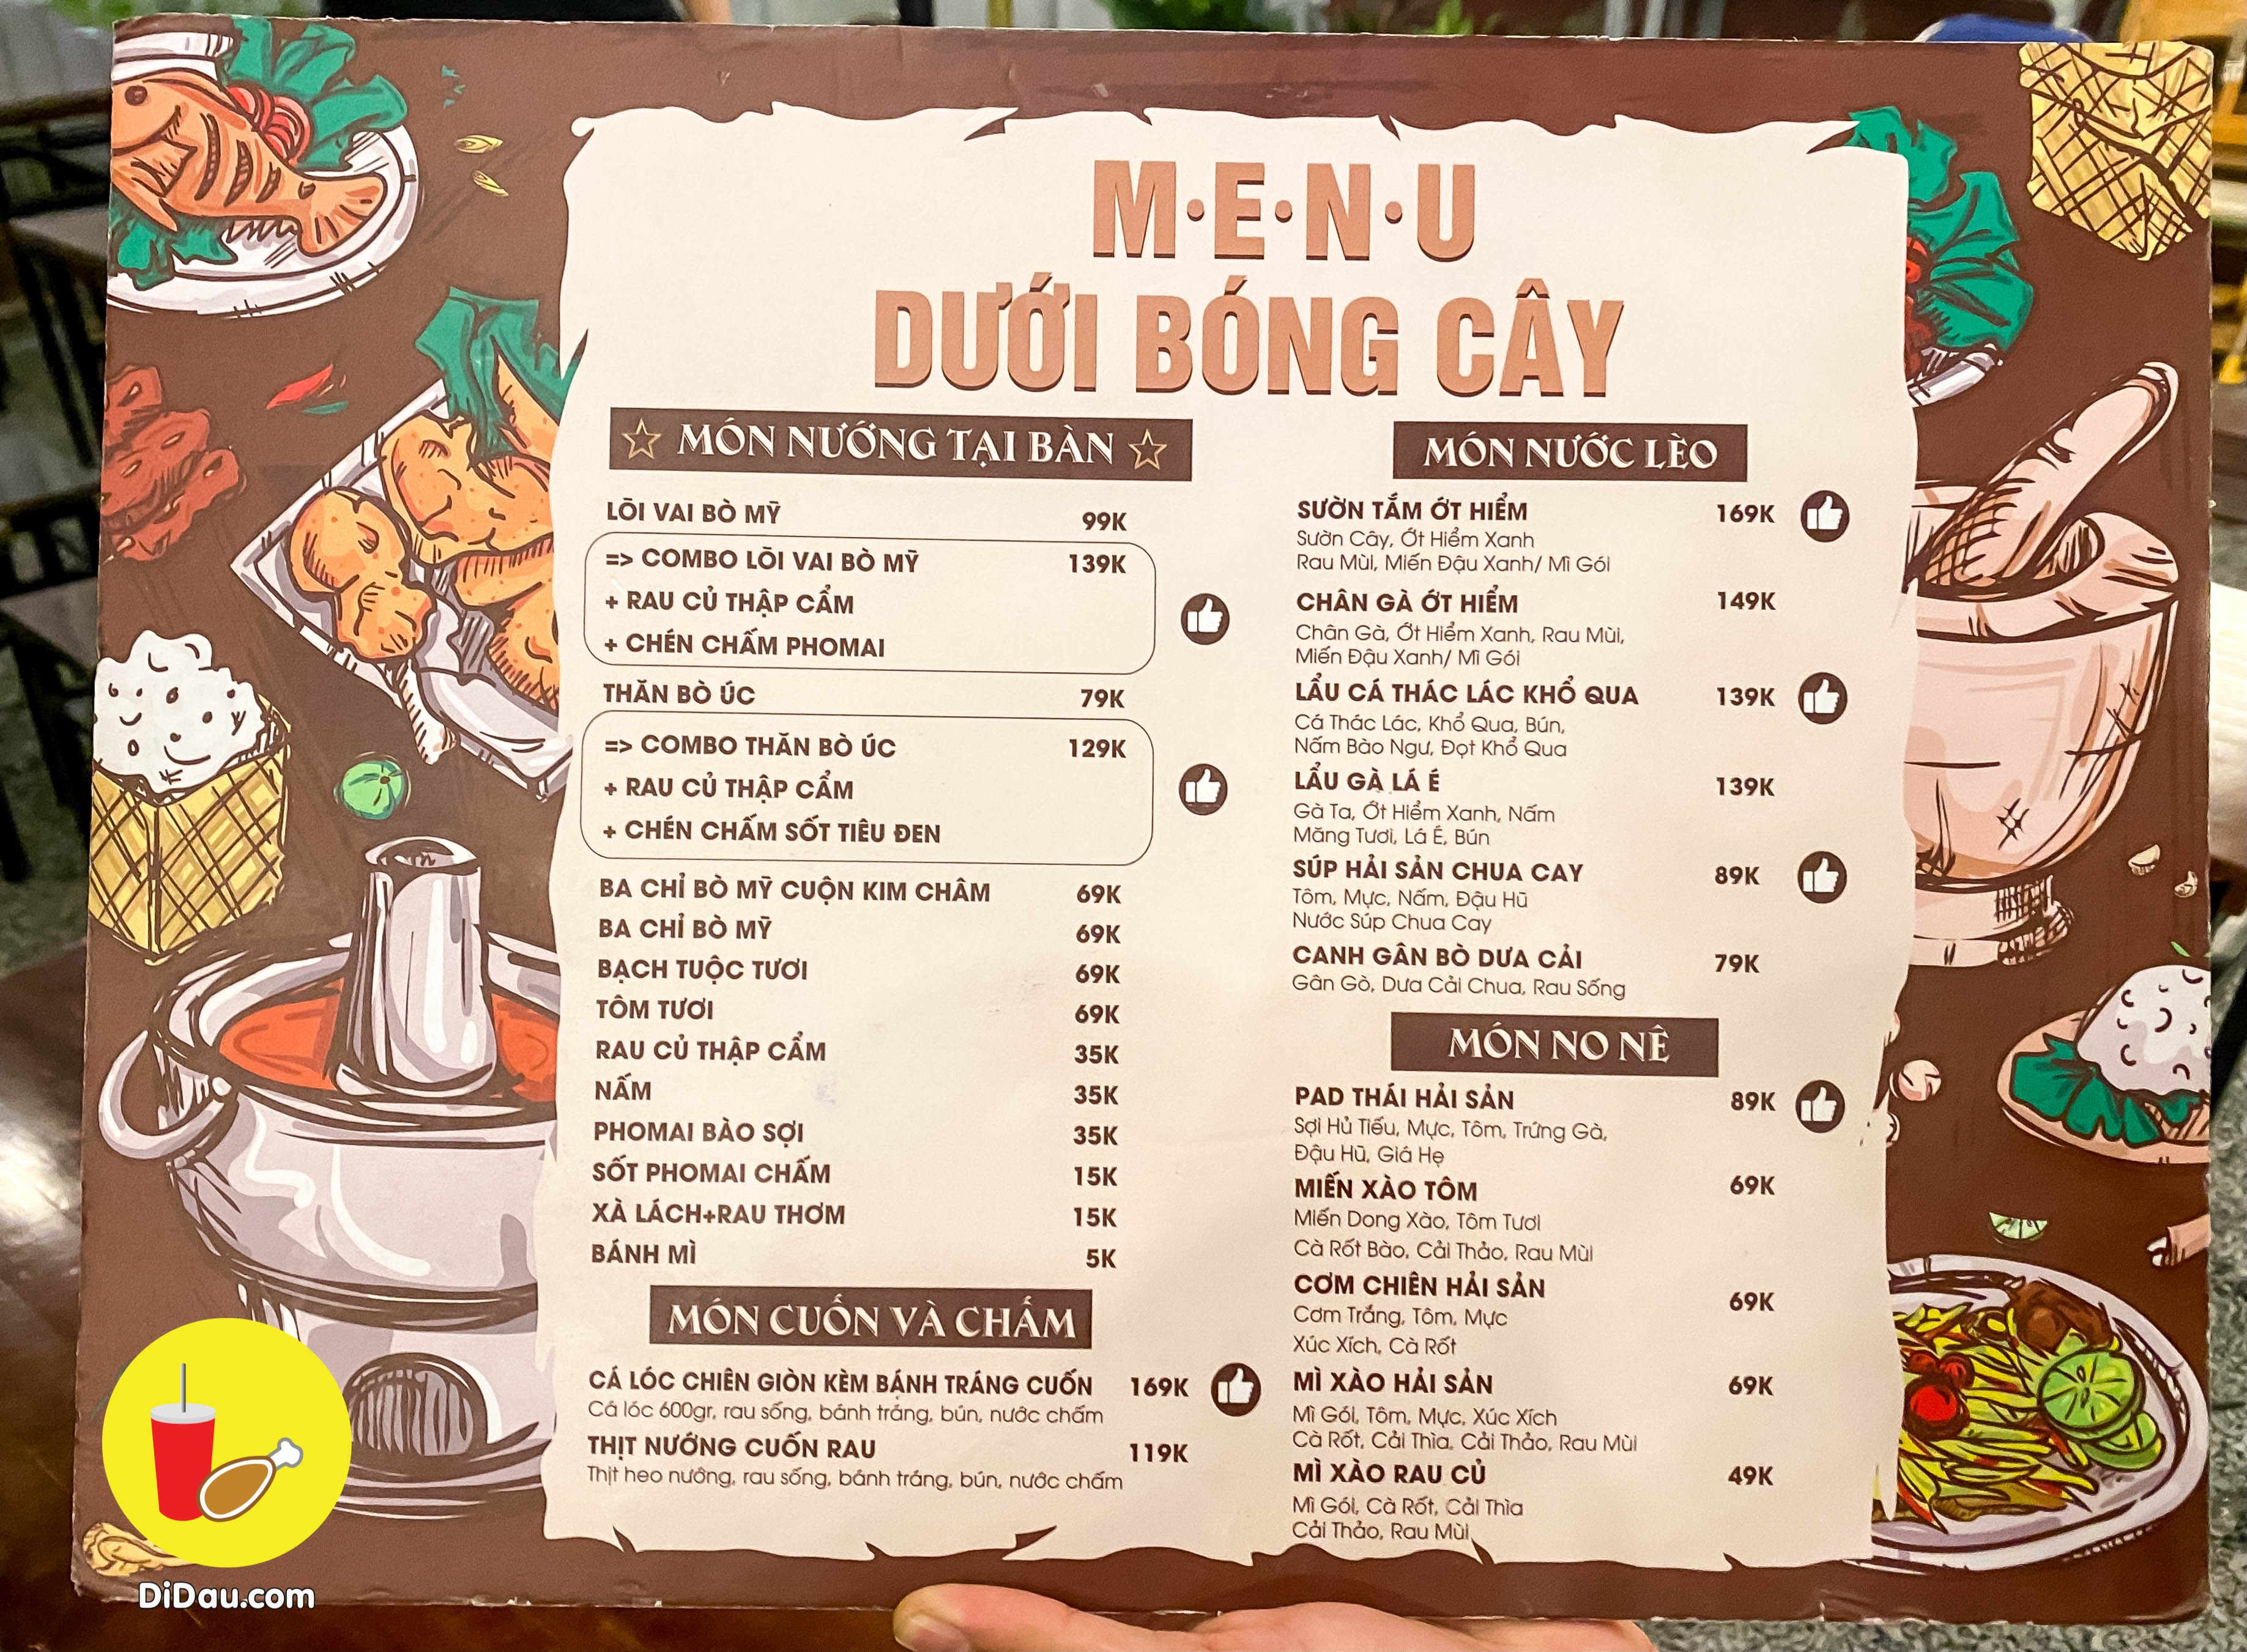 M·E·N·U
DƯỚI BÓNG CÂY
☆ MÓN NƯỚNG TẠI BÀN ☆
LÕI VAI BÒ MỸ 99K
=> COMBO LÕI VAI BÒ MỸ 139K
+ RAU CỦ THẬP CẨM
+ CHÉN CHẤM PHOMAI
THĂN BÒ ÚC 79K
=> COMBO THĂN BÒ ÚC 129K
+ RAU CỦ THẬP CẨM
+ CHÉN CHẤM SỐT TIÊU ĐEN
BA CHỈ BÒ MỸ CUỘN KIM CHÂM 69K
BA CHỈ BÒ MỸ 69K
BẠCH TUỘC TƯƠI 69K
TÔM TƯƠI 69K
RAU CỦ THẬP CẨM 35K
NẤM 35K
PHOMAI BÀO SỢI 35K
SỐT PHOMAI CHẤM 15K
XÀ LÁCH+RAU THƠM 15K
BÁNH MÌ 5K
MÓN CUỐN VÀ CHẤM
CÁ LÓC CHIÊN GIÒN KÈM BÁNH TRÁNG CUỐN 169K
Cá lóc 600gr, rau sống, bánh tráng, bún, nước chấm
THỊT NƯỚNG CUỐN RAU 119K
Thịt heo nướng, rau sống, bánh tráng, bún, nước chấm
MÓN NƯỚC LÈO
SƯỜN TẮM ỚT HIỂM 169K
Sườn Cây, Ớt Hiểm Xanh
Rau Mùi, Miến Đậu Xanh/ Mì Gói
CHÂN GÀ ỚT HIỂM 149K
Chân Gà, Ớt Hiểm Xanh, Rau Mùi,
Miến Đậu Xanh/ Mì Gói
LẨU CÁ THÁC LÁC KHỔ QUA 139K
Cá Thác Lác, Khổ Qua, Bún,
Nấm Bào Ngư, Đọt Khổ Qua
LẨU GÀ LÁ É 139K
Gà Ta, Ớt Hiểm Xanh, Nấm
Măng Tươi, Lá É, Bún
SÚP HẢI SẢN CHUA CAY 89K
Tôm, Mực, Nấm, Đậu Hũ
Nước Súp Chua Cay
CANH GÂN BÒ DƯA CẢI 79K
Gân Gò, Dưa Cải Chua, Rau Sống
MÓN NO NÊ
PAD THÁI HẢI SẢN 89K
Sợi Hủ Tiếu, Mực, Tôm, Trứng Gà,
Đậu Hũ, Giá Hẹ
MIẾN XÀO TÔM 69K
Miến Dong Xào, Tôm Tươi
Cà Rốt Bào, Cải Thảo, Rau Mùi
CƠM CHIÊN HẢI SẢN 69K
Cơm Trắng, Tôm, Mực
Xúc Xích, Cà Rốt
MÌ XÀO HẢI SẢN 69K
Mì Gói, Tôm, Mực, Xúc Xích
Cà Rốt, Cải Thìa, Cải Thảo, Rau Mùi
MÌ XÀO RAU CỦ 49K
Mì Gói, Cà Rốt, Cải Thìa
Cải Thảo, Rau Mùi
DiDau.com